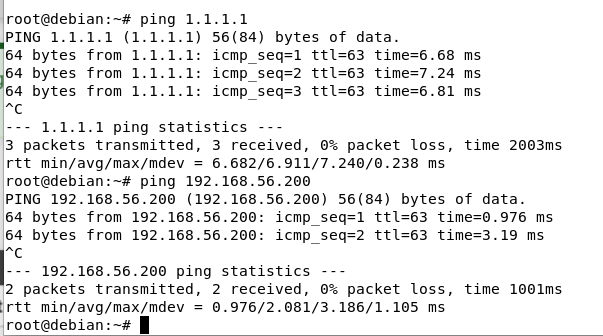 root@debian:~# ping 1.1.1.1
PING 1.1.1.1 (1.1.1.1) 56(84) bytes of data.
64 bytes from 1.1.1.1: icmp_seq=1 ttl=63 time=6.68 ms
64 bytes from 1.1.1.1: icmp_seq=2 ttl=63 time=7.24 ms
64 bytes from 1.1.1.1: icmp_seq=3 ttl=63 time=6.81 ms
^C
--- 1.1.1.1 ping statistics ---
3 packets transmitted, 3 received, 0% packet loss, time 2003ms
rtt min/avg/max/mdev = 6.682/6.911/7.240/0.238 ms
root@debian:~# ping 192.168.56.200
PING 192.168.56.200 (192.168.56.200) 56(84) bytes of data.
64 bytes from 192.168.56.200: icmp_seq=1 ttl=63 time=0.976 ms
64 bytes from 192.168.56.200: icmp_seq=2 ttl=63 time=3.19 ms
^C
--- 192.168.56.200 ping statistics ---
2 packets transmitted, 2 received, 0% packet loss, time 1001ms
rtt min/avg/max/mdev = 0.976/2.081/3.186/1.105 ms
root@debian:~#